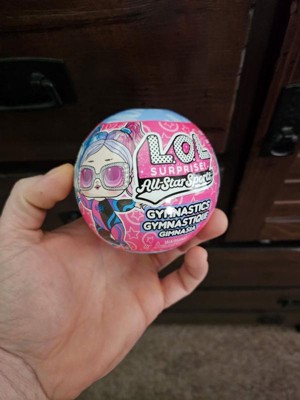 L.O.L
SURPRISE!
All-Star Sports
GYMNASTICS
GYMNASTIQUE
GIMNASIA